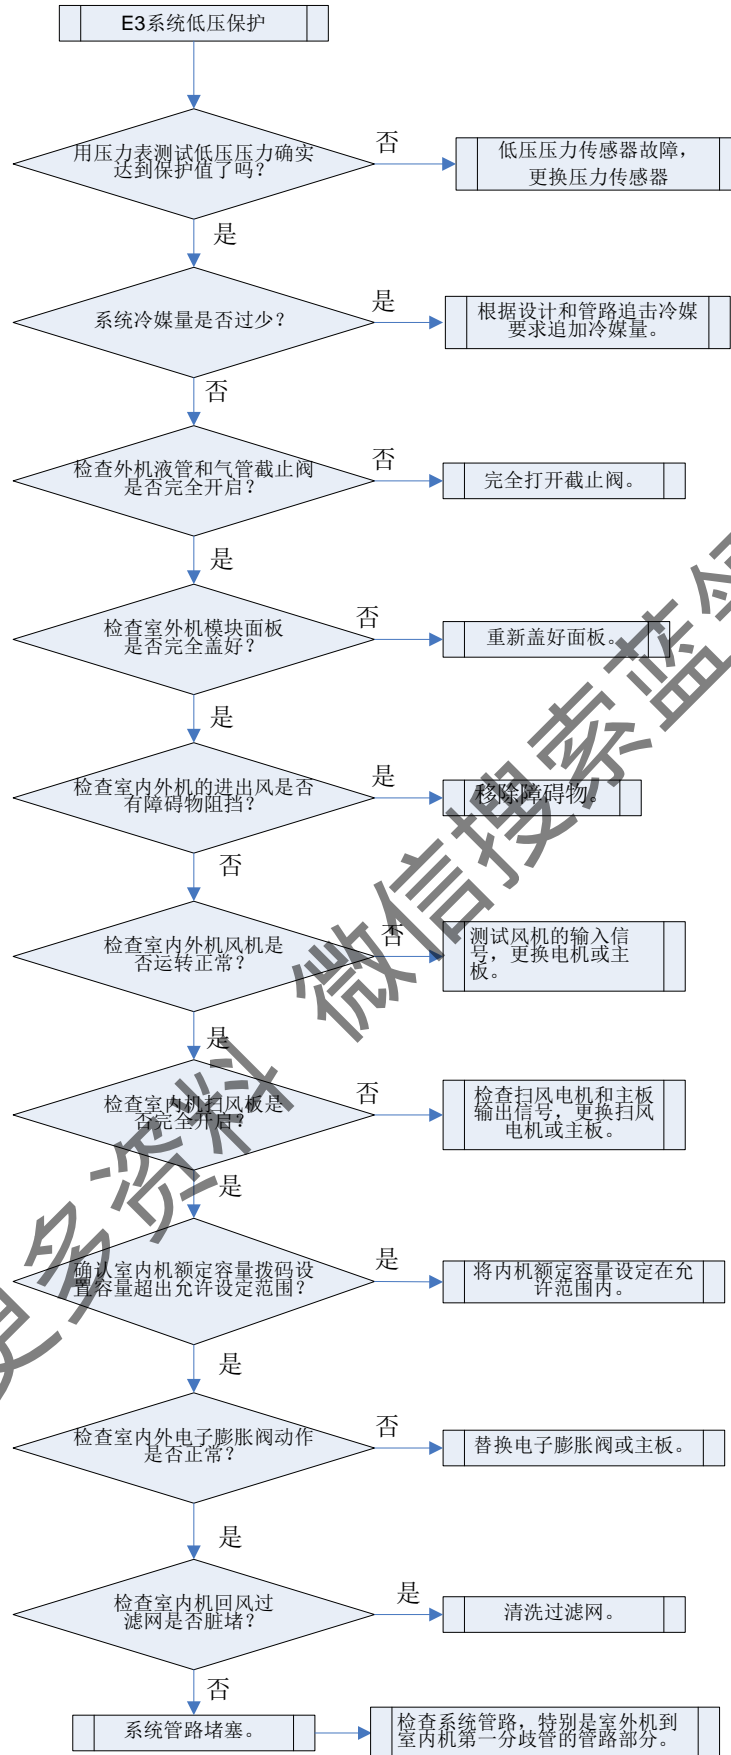 E3系统低压保护
用压力表测试低压压力确实
达到保护值了吗？
否
低压压力传感器故障，
更换压力传感器
是
系统冷媒量是否过少？
是
根据设计和管路追击冷媒
要求追加冷媒量。
否
检查外机液管和气管截止阀
是否完全开启？
否
完全打开截止阀。
是
检查室外机模块面板
是否完全盖好？
否
重新盖好面板。
是
检查室内外机的进出风是否
有障碍物阻挡？
是
移除障碍物。
否
检查室内外机风机是
否运转正常？
否
测试风机的输入信
号，更换电机或主
板。
是
检查室内机扫风板是
否完全开启？
否
检查扫风电机和主板
输出信号，更换扫风
电机或主板。
是
确认室内机额定容量拨码设
置容量超出允许设定范围？
是
将内机额定容量设定在允
许范围内。
是
检查室内外电子膨胀阀动作
是否正常？
否
替换电子膨胀阀或主板。
是
检查室内机回风过
滤网是否脏堵？
是
清洗过滤网。
否
系统管路堵塞。
检查系统管路，特别是室外机到
室内机第一分歧管的管路部分。
更多资料 微信搜索蓝领